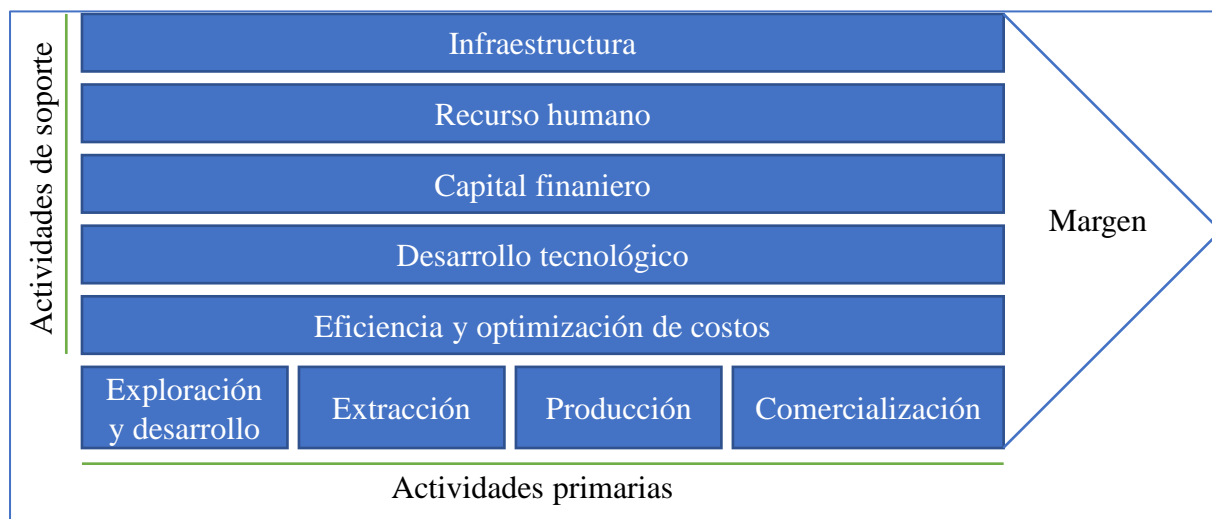 Actividades de soporte
Infraestructura
Recurso humano
Capital finaniero
Desarrollo tecnológico
Eficiencia y optimización de costos
Exploración
y desarrollo
Extracción
Producción
Comercialización
Margen
Actividades primarias